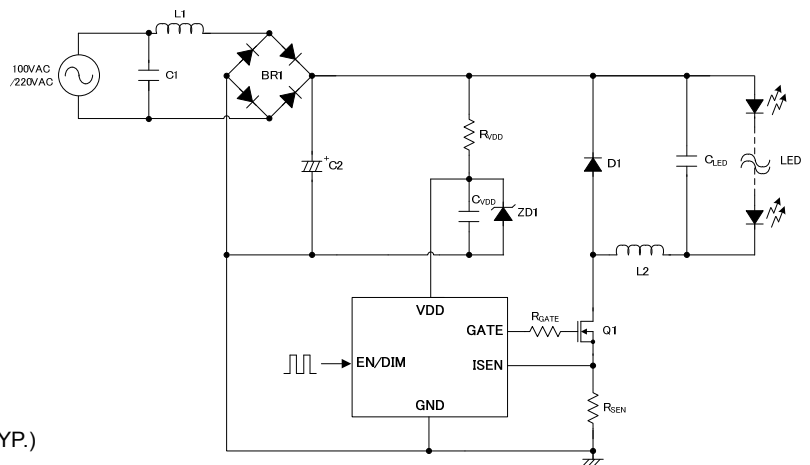 L1
100VAC
/220VAC
C1
BR1
RVDD
+C2
D1
CLED
LED
CVDD
ZD1
L2
VDD
GATE
RGATE
Q1
EN/DIM
ISEN
GND
RSEN
YP.)